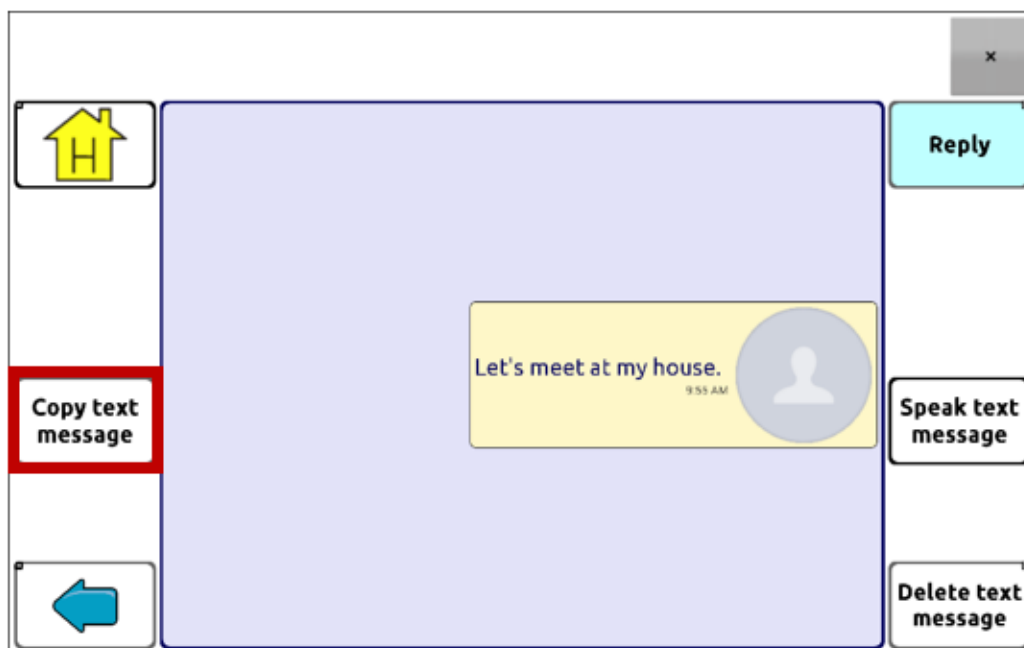 ×
H
Reply
Let's meet at my house.
9:55 AM
Copy text
message
Speak text
message
Delete text
message